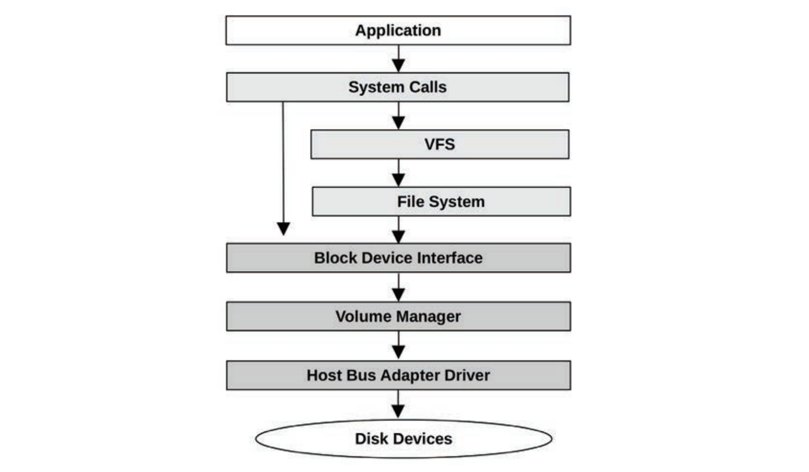 Application
System Calls
VFS
File System
Block Device Interface
Volume Manager
Host Bus Adapter Driver
Disk Devices